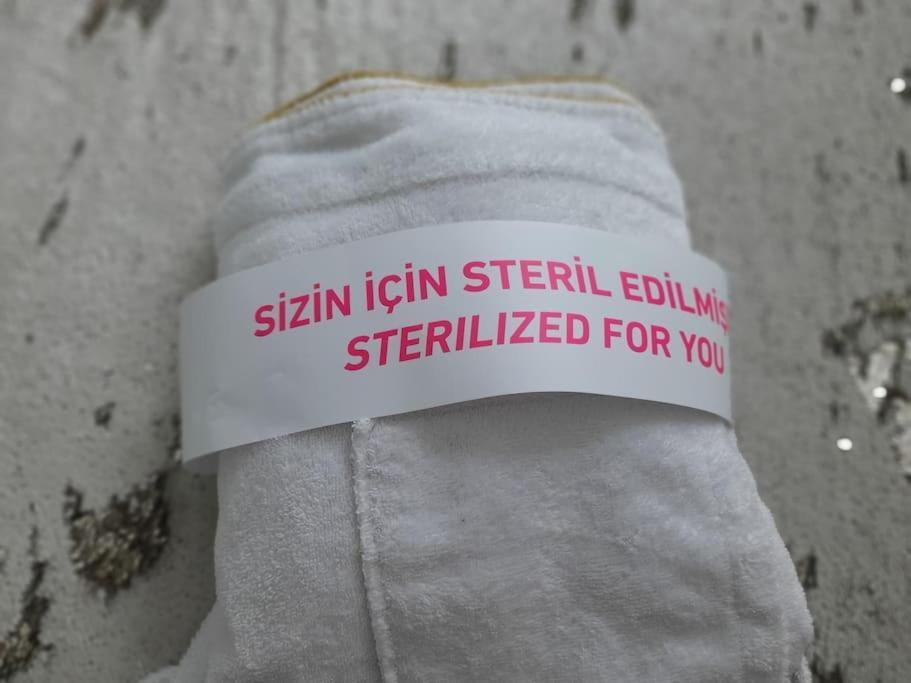 SİZİN İÇİN STERİL EDİLMİŞ
STERILIZED FOR YOU